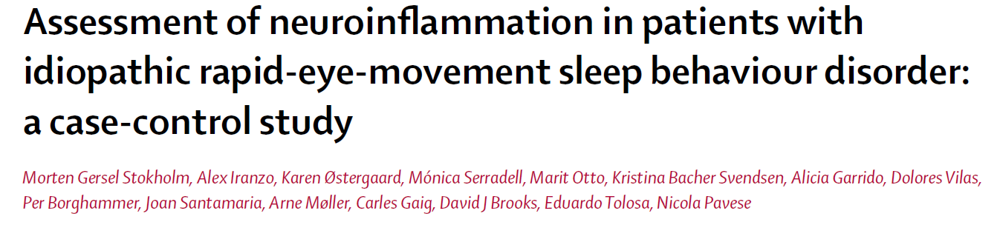 Assessment of neuroinflammation in patients with
idiopathic rapid-eye-movement sleep behaviour disorder:
a case-control study
Morten Gersel Stokholm, Alex Iranzo, Karen Østergaard, Mónica Serradell, Marit Otto, Kristina Bacher Svendsen, Alicia Garrido, Dolores Vilas,
Per Borghammer, Joan Santamaria, Arne Møller, Carles Gaig, David J Brooks, Eduardo Tolosa, Nicola Pavese